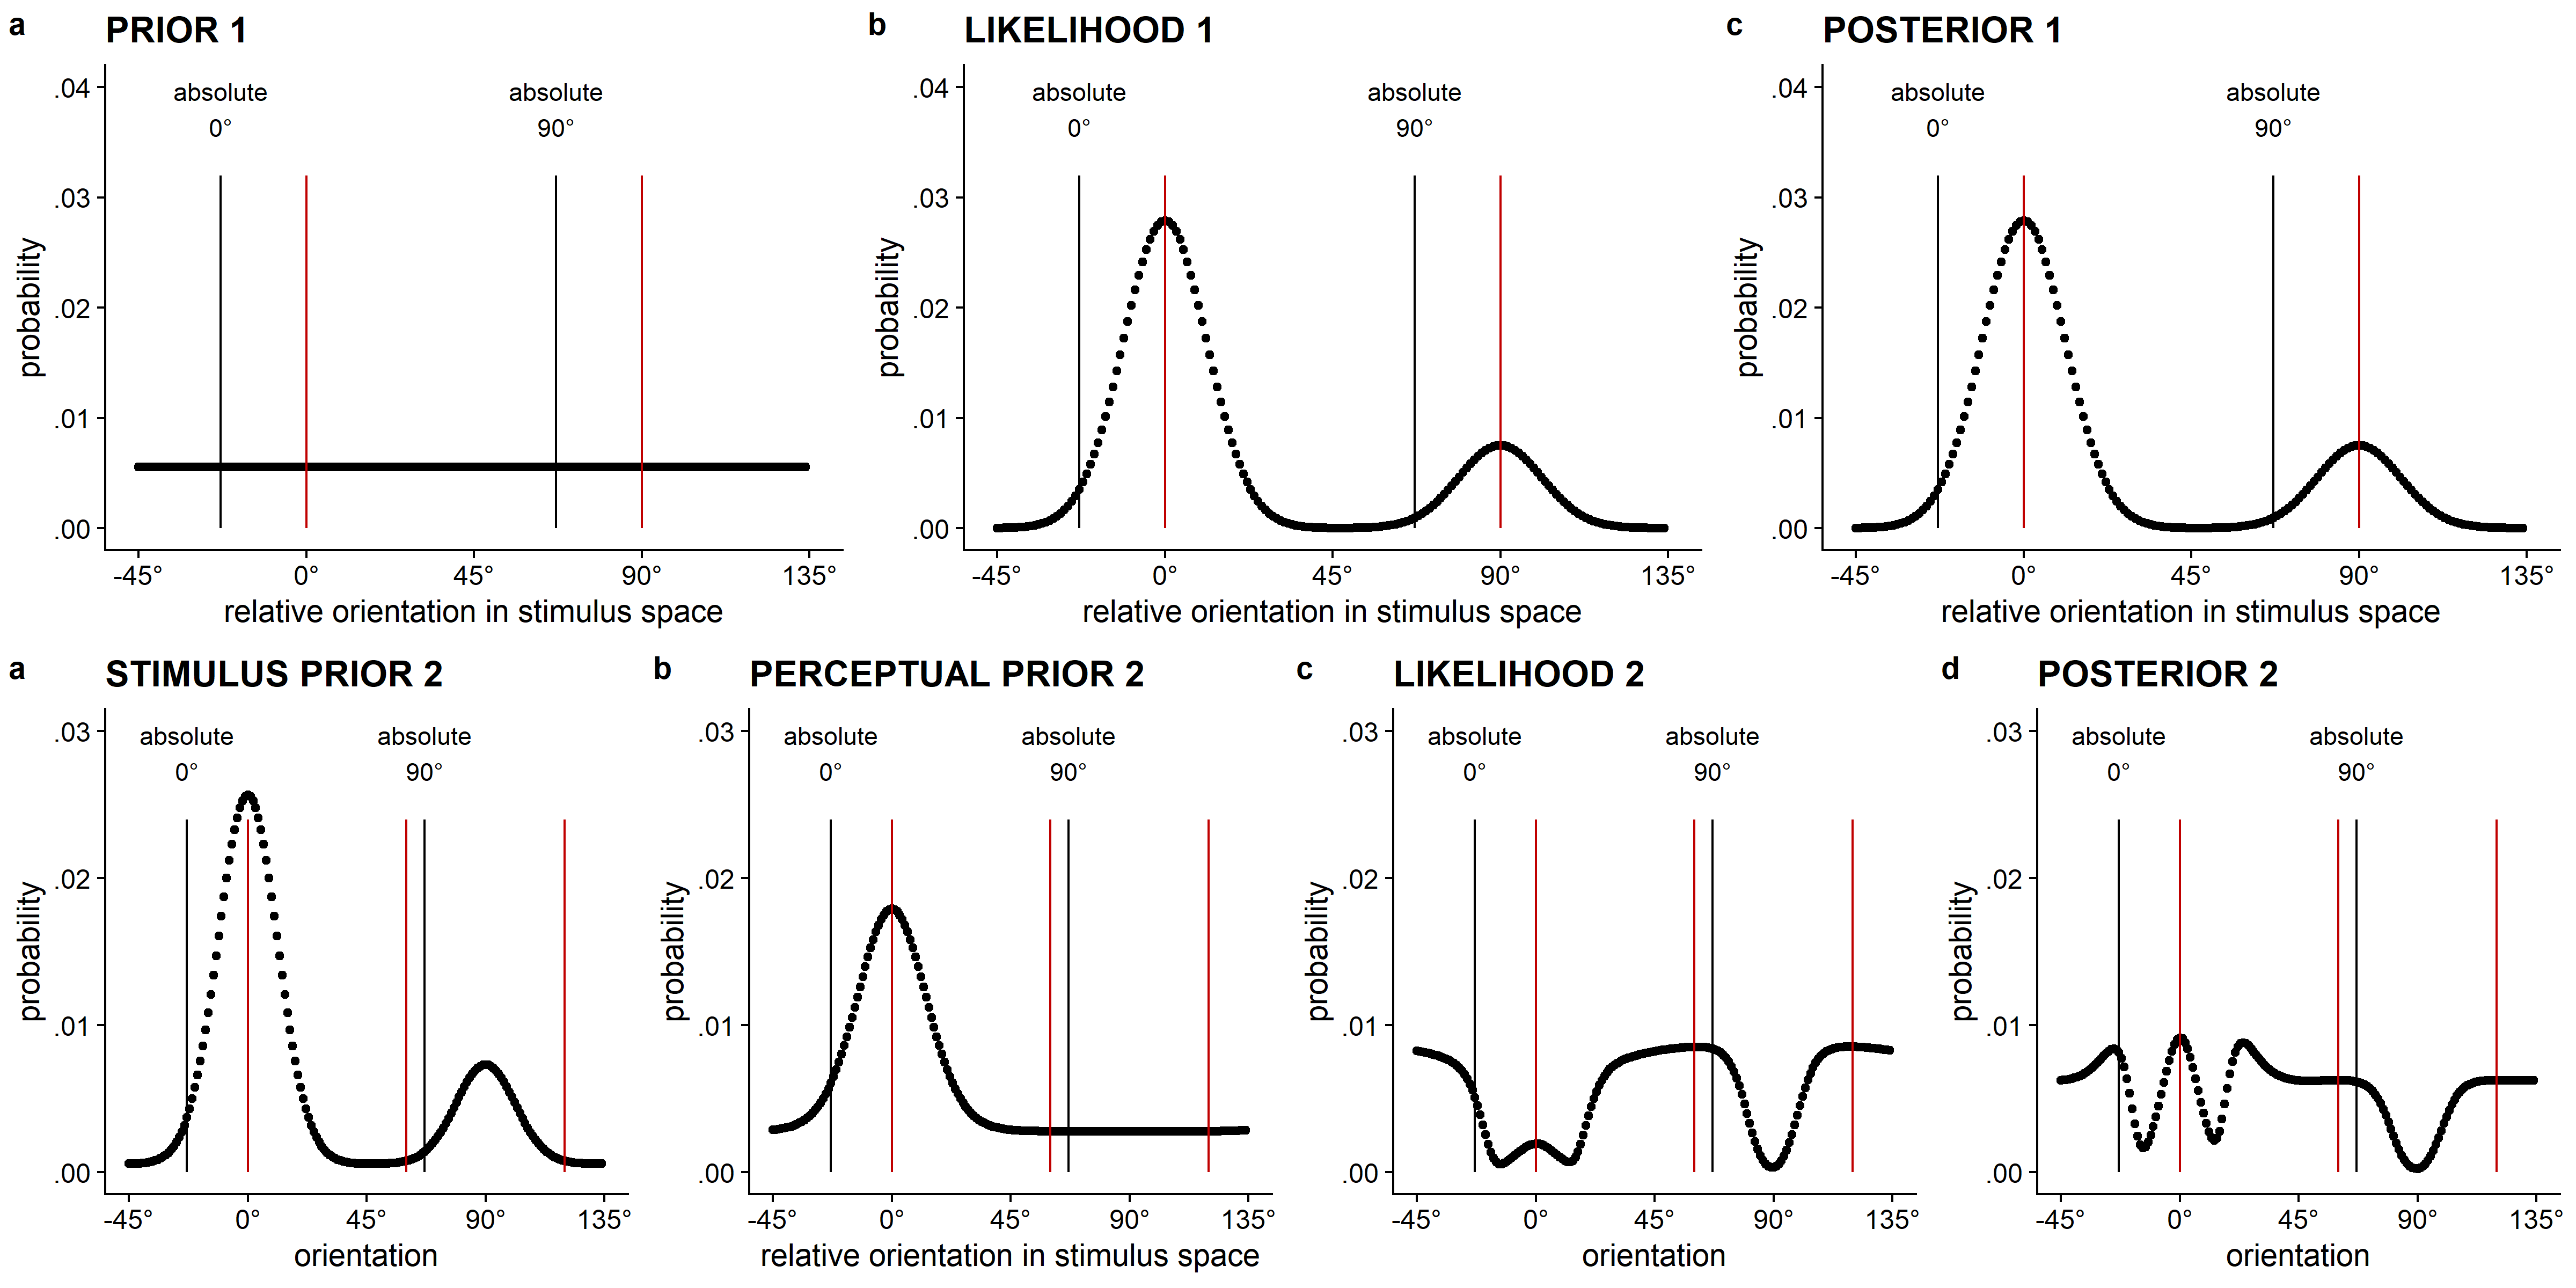 a PRIOR 1
absolute 0°
absolute 90°
.04
.03
.02
.01
.00
probability
-45° 0° 45° 90° 135°
relative orientation in stimulus space
b LIKELIHOOD 1
absolute 0°
absolute 90°
.04
.03
.02
.01
.00
probability
-45° 0° 45° 90° 135°
relative orientation in stimulus space
c POSTERIOR 1
absolute 0°
absolute 90°
.04
.03
.02
.01
.00
probability
-45° 0° 45° 90° 135°
relative orientation in stimulus space
a STIMULUS PRIOR 2
absolute 0°
absolute 90°
.03
.02
.01
.00
probability
-45° 0° 45° 90° 135°
orientation
b PERCEPTUAL PRIOR 2
absolute 0°
absolute 90°
.03
.02
.01
.00
probability
-45° 0° 45° 90° 135°
relative orientation in stimulus space
c LIKELIHOOD 2
absolute 0°
absolute 90°
.03
.02
.01
.00
probability
-45° 0° 45° 90° 135°
orientation
d POSTERIOR 2
absolute 0°
absolute 90°
.03
.02
.01
.00
probability
-45° 0° 45° 90° 135°
orientation